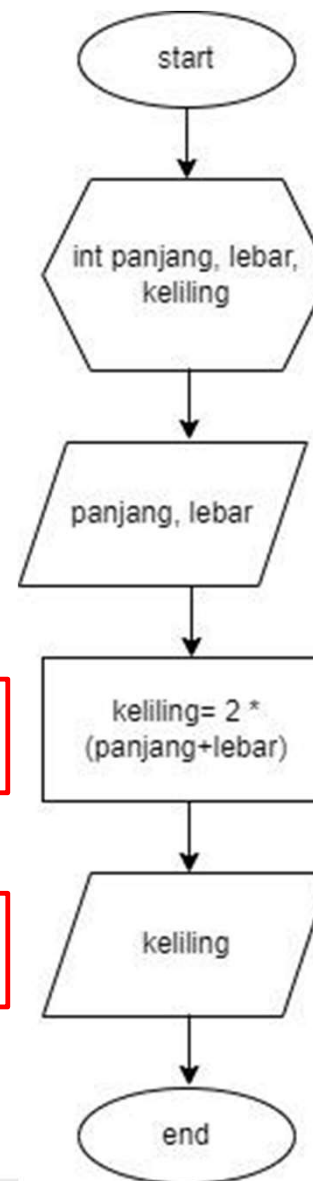 start
int panjang, lebar,
keliling
panjang, lebar
keliling= 2 *
(panjang+lebar)
keliling
end